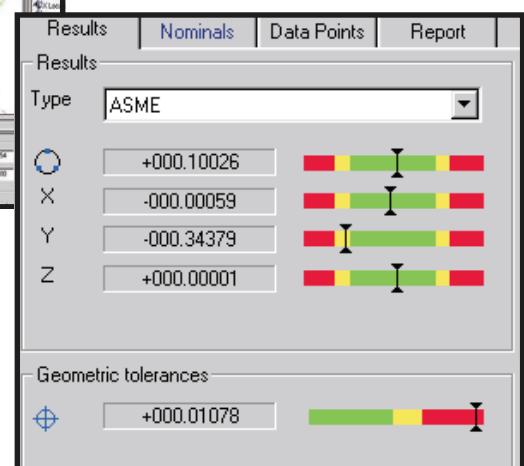 Results Nominals Data Points Report
Results
Type ASME
+000.10026
X -000.00059
Y -000.34379
Z +000.00001
Geometric tolerances
+000.01078